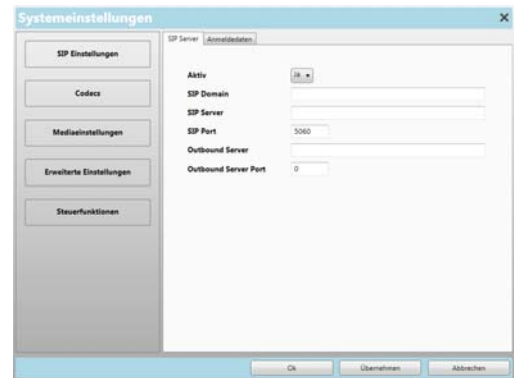 Systemeinstellungen
SIP Einstellungen
Codecs
Mediaeinstellungen
Erweiterte Einstellungen
Steuerfunktionen
SIP Server
Anmeldedaten
Aktiv JA
SIP Domain
SIP Server
SIP Port 5060
Outbound Server
Outbound Server Port 0
Ok
Übernehmen
Abbrechen